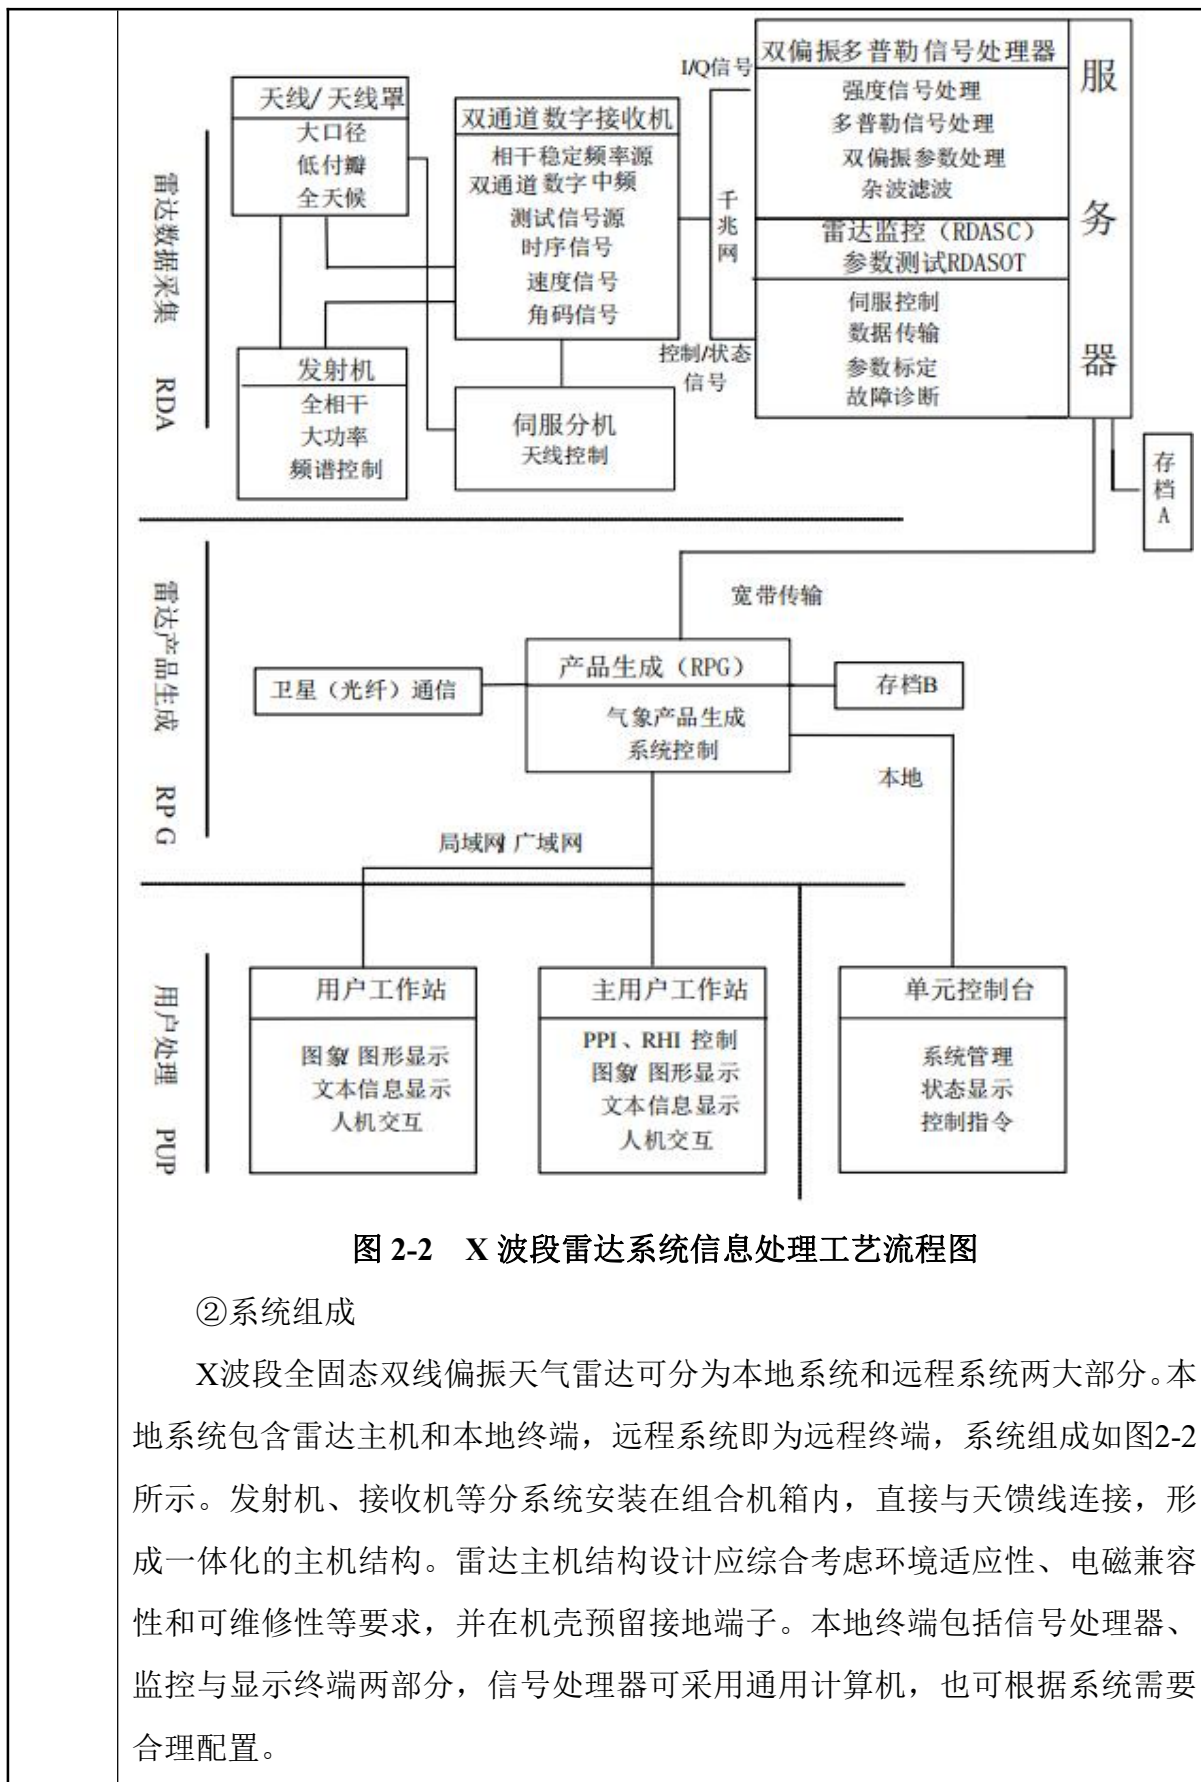 雷达数据采集 RDA
天线/天线罩
大口径
低付瓣
全天候
发射机
全相干
大功率
频谱控制
双通道数字接收机
相干稳定频率源
双通道数字中频
测试信号源
时序信号
速度信号
角码信号
伺服分机
天线控制
I/Q信号
千兆网
控制/状态
信号
双偏振多普勒信号处理器
强度信号处理
多普勒信号处理
双偏振参数处理
杂波滤波
雷达监控（RDASC）
参数测试RDASOT
伺服控制
数据传输
参数标定
故障诊断
服务器
存档A
雷达产品生成 RPG
宽带传输
卫星（光纤）通信
产品生成（RPG）
气象产品生成
系统控制
存档B
本地
局域网/广域网
用户处理 PUP
用户工作站
图象/图形显示
文本信息显示
人机交互
主用户工作站
PPI、RHI 控制
图象/图形显示
文本信息显示
人机交互
单元控制台
系统管理
状态显示
控制指令
图 2-2 X 波段雷达系统信息处理工艺流程图
②系统组成
X波段全固态双线偏振天气雷达可分为本地系统和远程系统两大部分。本
地系统包含雷达主机和本地终端，远程系统即为远程终端，系统组成如图2-2
所示。发射机、接收机等分系统安装在组合机箱内，直接与天馈线连接，形
成一体化的主机结构。雷达主机结构设计应综合考虑环境适应性、电磁兼容
性和可维修性等要求，并在机壳预留接地端子。本地终端包括信号处理器、
监控与显示终端两部分，信号处理器可采用通用计算机，也可根据系统需要
合理配置。